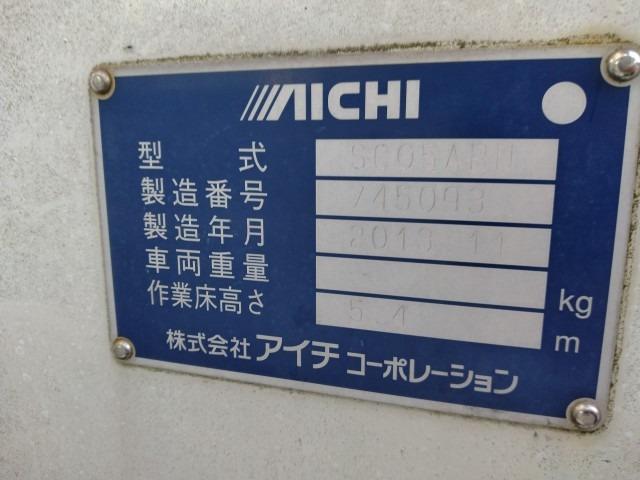 AICHI
型式
製造番号 745093
製造年月 2013 11
車両重量 - kg
作業床高さ 5.4 m
株式会社 アイチ コーポレーション